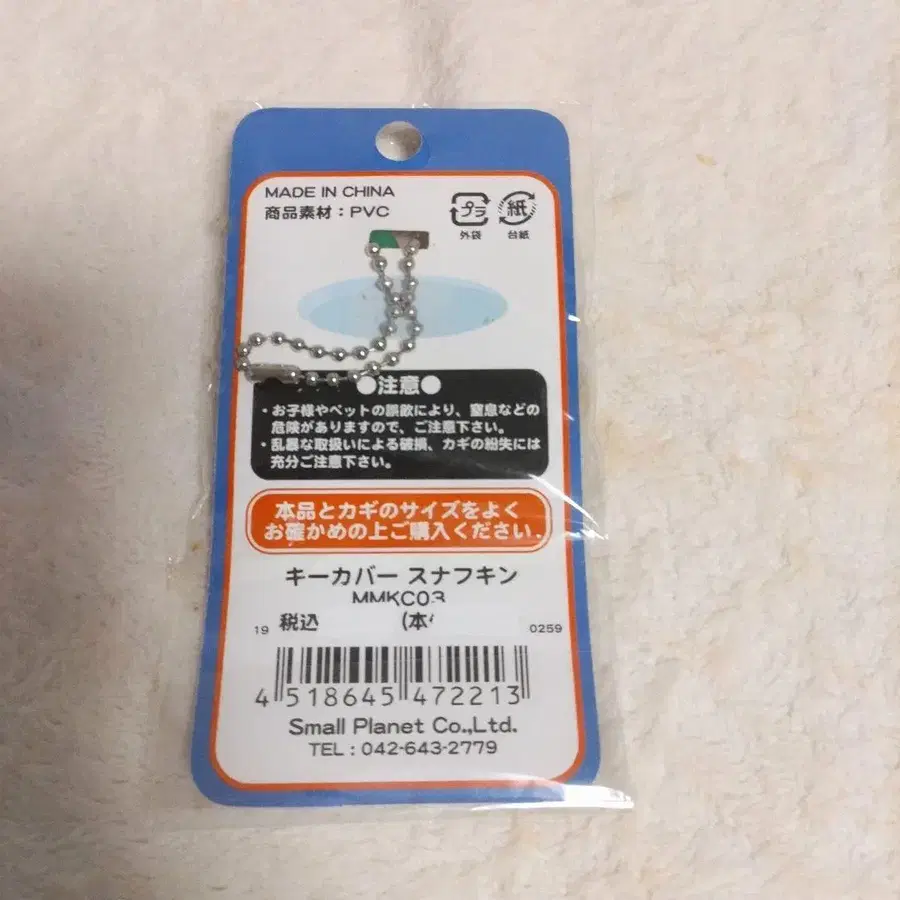 MADE IN CHINA
商品素材：PVC
プラ
外袋
紙
台紙
●注意●
・お子様やペットの誤飲により、窒息などの
危険がありますので、ご注意下さい。
・乱暴な取扱いによる破損、カギの紛失には
充分ご注意下さい。
本品とカギのサイズをよく
お確かめの上ご購入ください.
キーカバー スナフキン
MMKC03
19 税込 (本 0259
4 518645 472213
Small Planet Co.,Ltd.
TEL : 042-643-2779